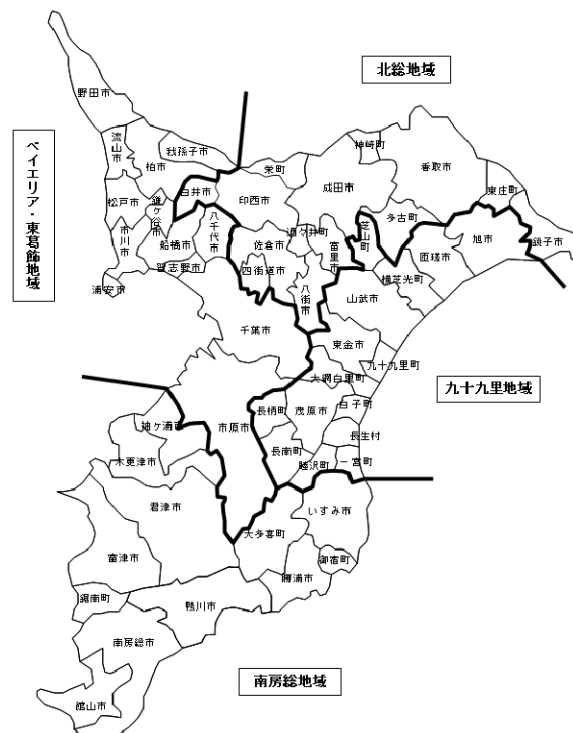 北総地域
ベイエリア・東葛飾地域
野田市
流山市
柏市
我孫子市
松戸市
鎌ヶ谷市
白井市
印西市
栄町
成田市
神崎町
香取市
東庄町
多古町
銚子市
旭市
匝瑳市
芝山町
横芝光町
市川市
船橋市
八千代市
習志野市
浦安市
佐倉市
四街道市
酒々井町
富里市
八街市
山武市
千葉市
東金市
九十九里町
大網白里町
九十九里地域
市原市
長柄町
茂原市
白子町
長生村
長南町
睦沢町
一宮町
袖ヶ浦市
木更津市
君津市
富津市
いすみ市
大多喜町
御宿町
勝浦市
鋸南町
鴨川市
南房総市
館山市
南房総地域